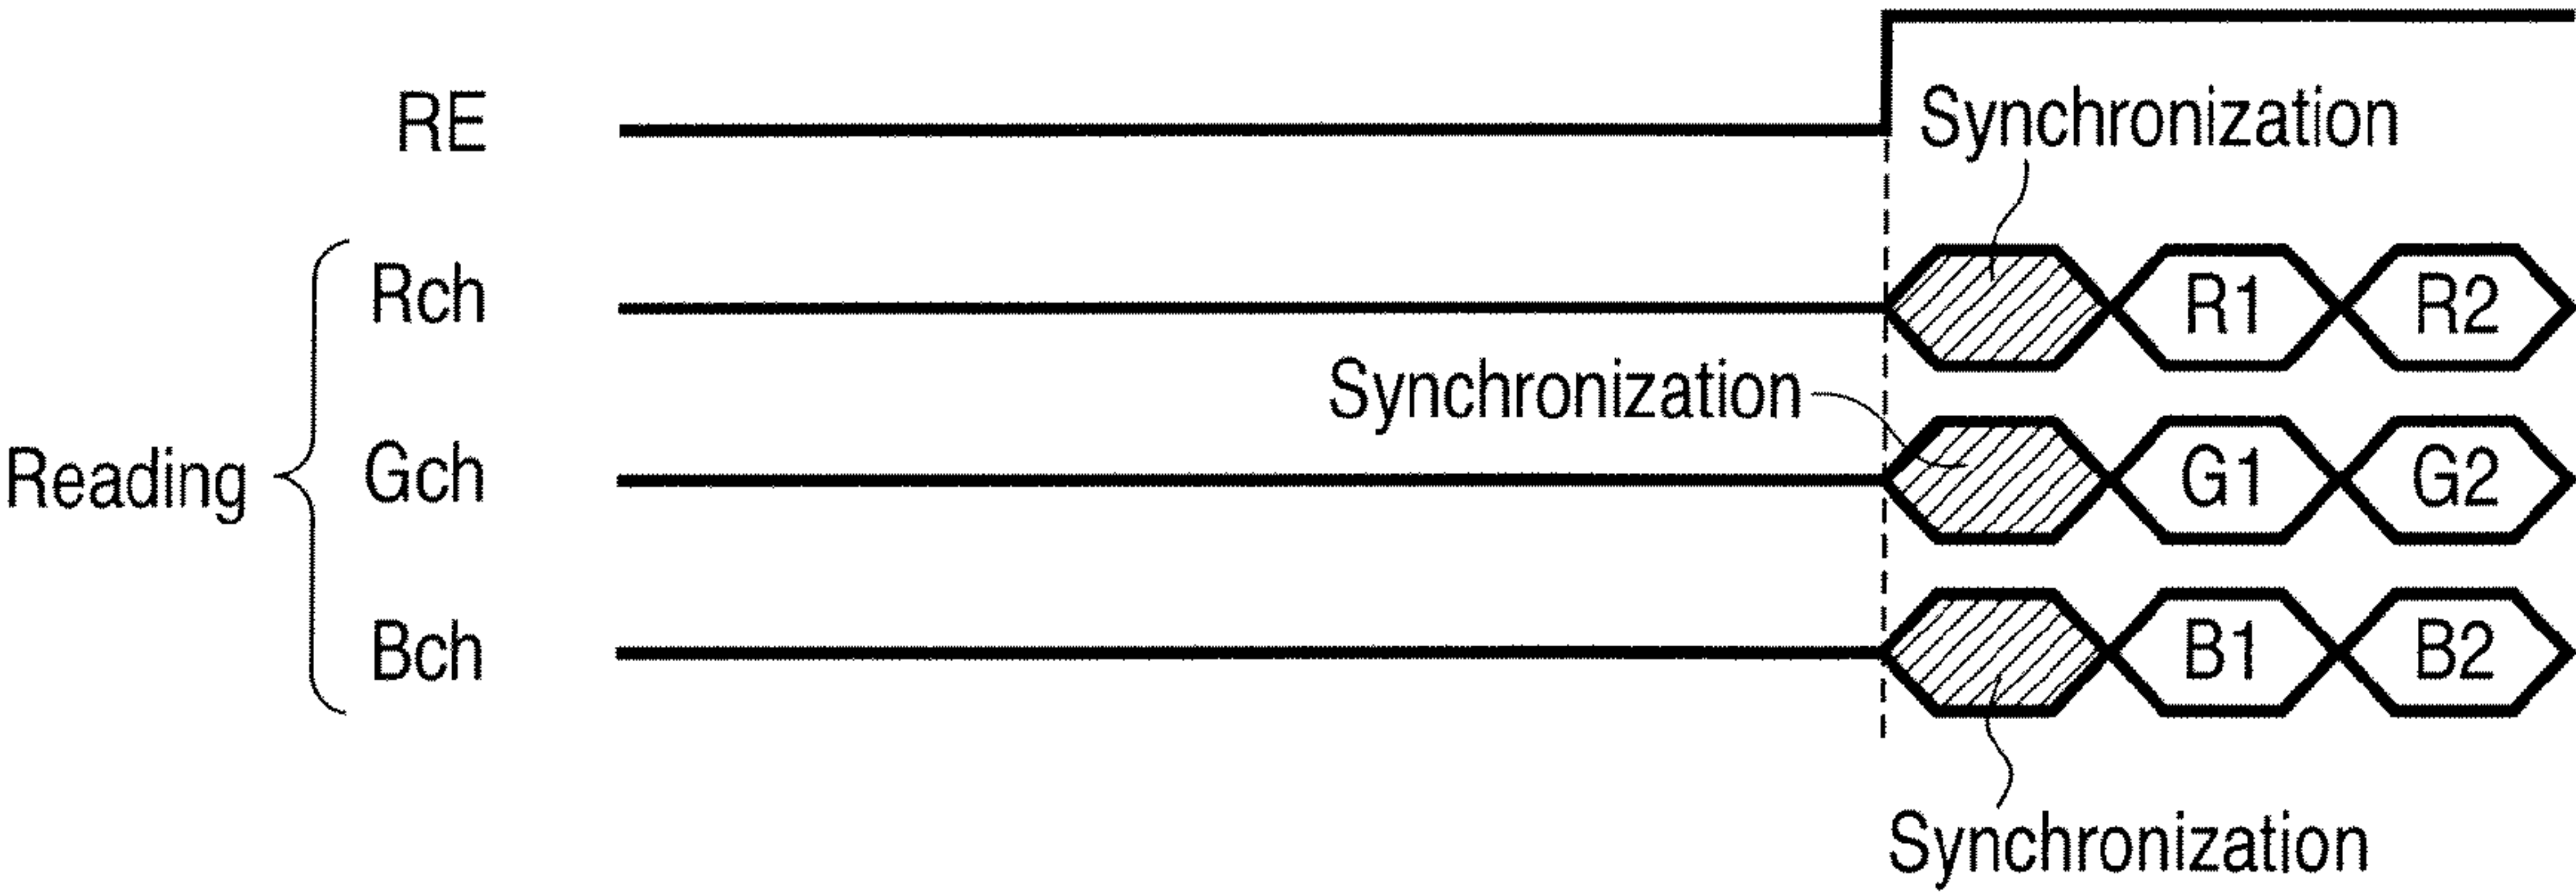 RE
Synchronization
Rch
R1 R2
Synchronization
Reading
Gch
G1 G2
Bch
B1 B2
Synchronization